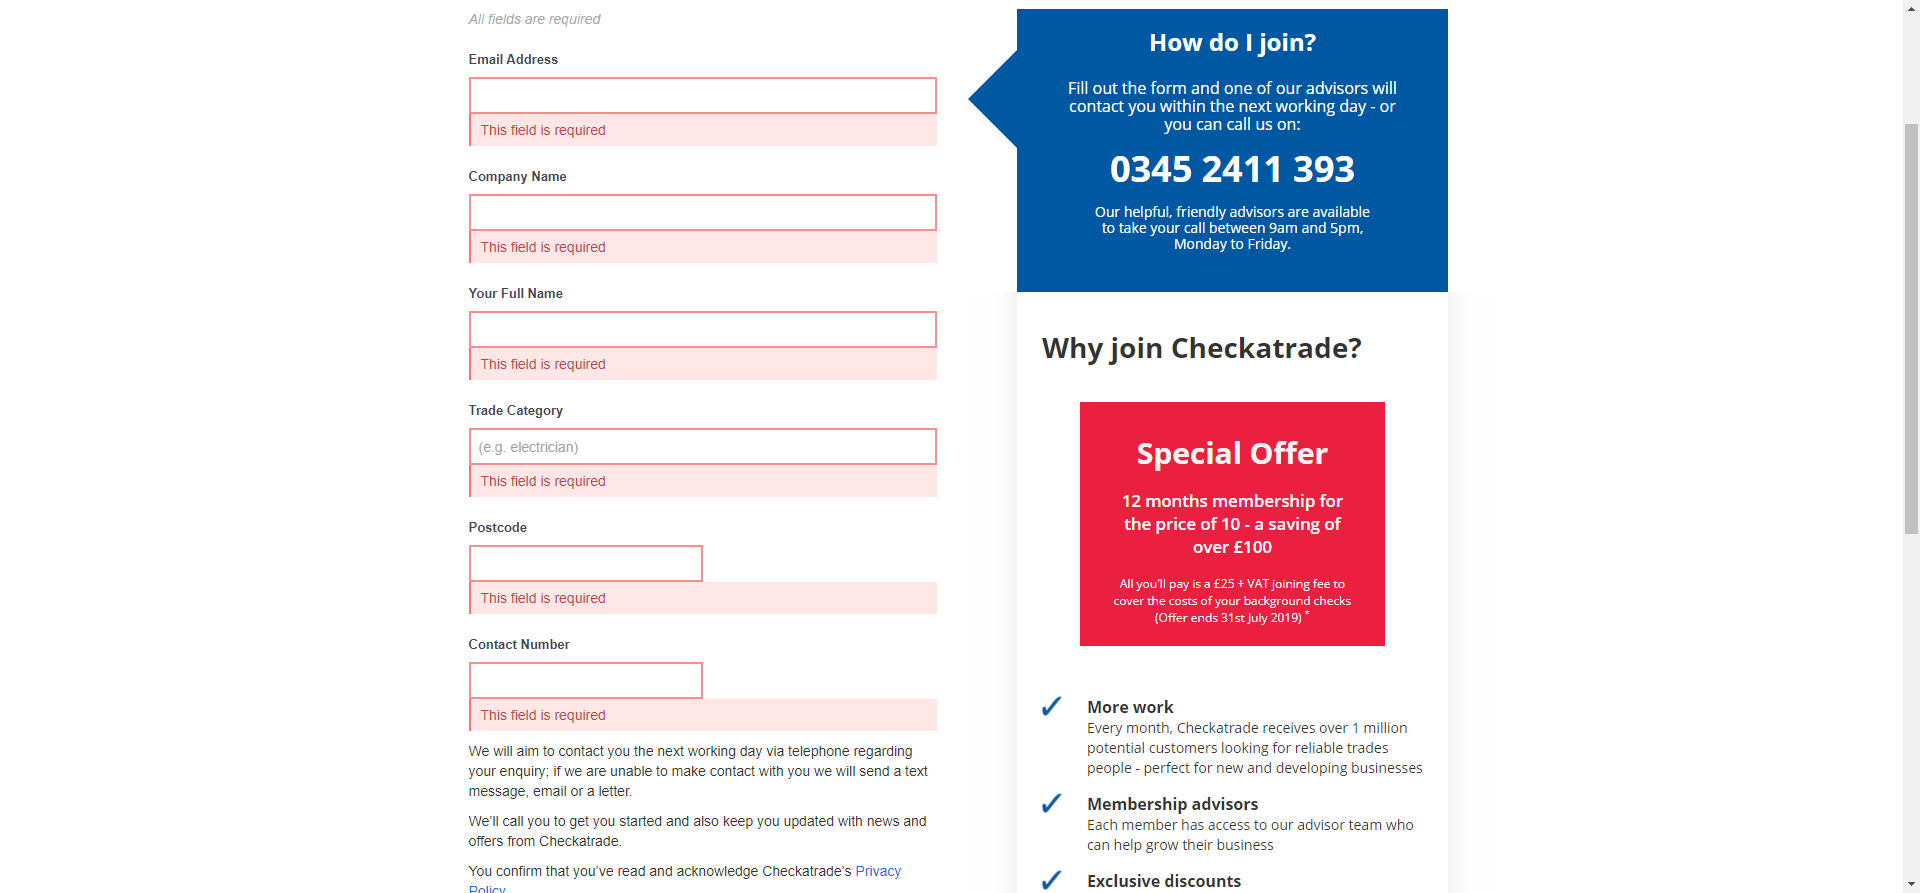 All fields are required
Email Address
This field is required
Company Name
This field is required
Your Full Name
This field is required
Trade Category
(e.g. electrician)
This field is required
Postcode
This field is required
Contact Number
This field is required
We will aim to contact you the next working day via telephone regarding
your enquiry; if we are unable to make contact with you we will send a text
message, email or a letter.
We’ll call you to get you started and also keep you updated with news and
offers from Checkatrade.
You confirm that you’ve read and acknowledge Checkatrade’s Privacy
Policy
How do I join?
Fill out the form and one of our advisors will
contact you within the next working day - or
you can call us on:
0345 2411 393
Our helpful, friendly advisors are available
to take your call between 9am and 5pm,
Monday to Friday.
Why join Checkatrade?
Special Offer
12 months membership for
the price of 10 - a saving of
over £100
All you'll pay is a £25 + VAT joining fee to
cover the costs of your background checks
(Offer ends 31st July 2019) *
More work
Every month, Checkatrade receives over 1 million
potential customers looking for reliable trades
people - perfect for new and developing businesses
Membership advisors
Each member has access to our advisor team who
can help grow their business
Exclusive discounts